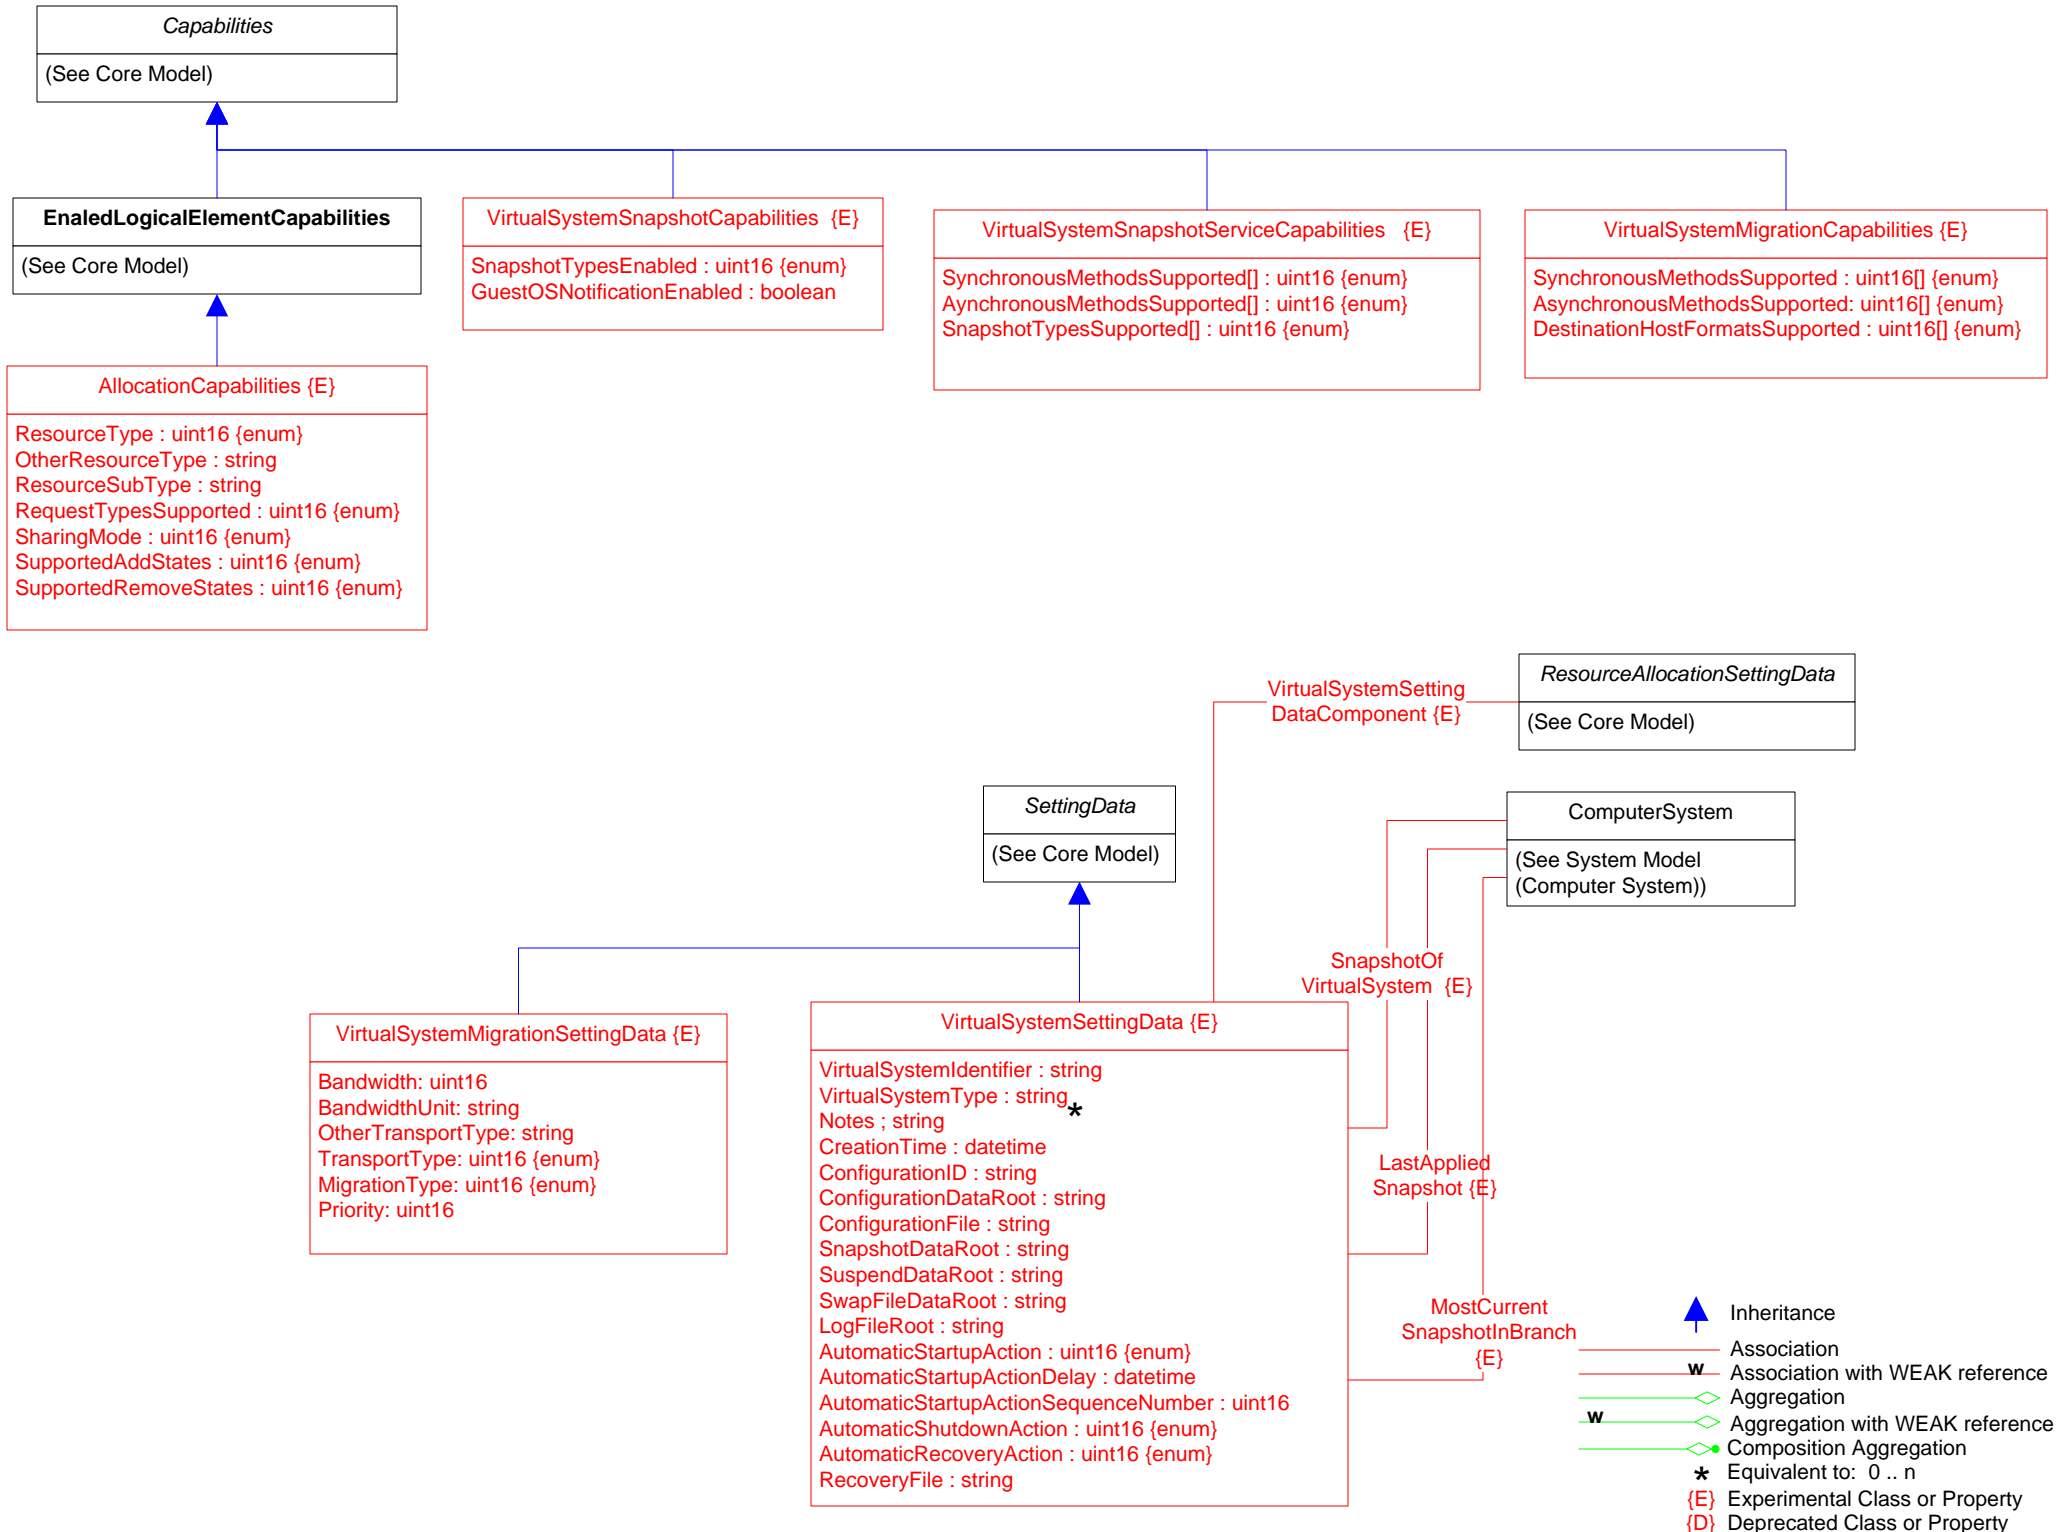 Capabilities
(See Core Model)
EnaledLogicalElementCapabilities
(See Core Model)
VirtualSystemSnapshotCapabilities {E}
SnapshotTypesEnabled : uint16 {enum}
GuestOSNotificationEnabled : boolean
VirtualSystemSnapshotServiceCapabilities {E}
SynchronousMethodsSupported[] : uint16 {enum}
AynchronousMethodsSupported[] : uint16 {enum}
SnapshotTypesSupported[] : uint16 {enum}
VirtualSystemMigrationCapabilities {E}
SynchronousMethodsSupported : uint16[] {enum}
AsynchronousMethodsSupported: uint16[] {enum}
DestinationHostFormatsSupported : uint16[] {enum}
AllocationCapabilities {E}
ResourceType : uint16 {enum}
OtherResourceType : string
ResourceSubType : string
RequestTypesSupported : uint16 {enum}
SharingMode : uint16 {enum}
SupportedAddStates : uint16 {enum}
SupportedRemoveStates : uint16 {enum}
VirtualSystemSetting
DataComponent {E}
ResourceAllocationSettingData
(See Core Model)
SettingData
(See Core Model)
ComputerSystem
(See System Model
(Computer System))
SnapshotOf
VirtualSystem {E}
VirtualSystemMigrationSettingData {E}
Bandwidth: uint16
BandwidthUnit: string
OtherTransportType: string
TransportType: uint16 {enum}
MigrationType: uint16 {enum}
Priority: uint16
VirtualSystemSettingData {E}
VirtualSystemIdentifier : string
VirtualSystemType : string
*
Notes ; string
CreationTime : datetime
ConfigurationID : string
ConfigurationDataRoot : string
ConfigurationFile : string
SnapshotDataRoot : string
SuspendDataRoot : string
SwapFileDataRoot : string
LogFileRoot : string
AutomaticStartupAction : uint16 {enum}
AutomaticStartupActionDelay : datetime
AutomaticStartupActionSequenceNumber : uint16
AutomaticShutdownAction : uint16 {enum}
AutomaticRecoveryAction : uint16 {enum}
RecoveryFile : string
LastApplied
Snapshot {E}
MostCurrent
SnapshotInBranch
{E}
Inheritance
Association
w Association with WEAK reference
Aggregation
w Aggregation with WEAK reference
Composition Aggregation
* Equivalent to: 0 .. n
{E} Experimental Class or Property
{D} Deprecated Class or Property